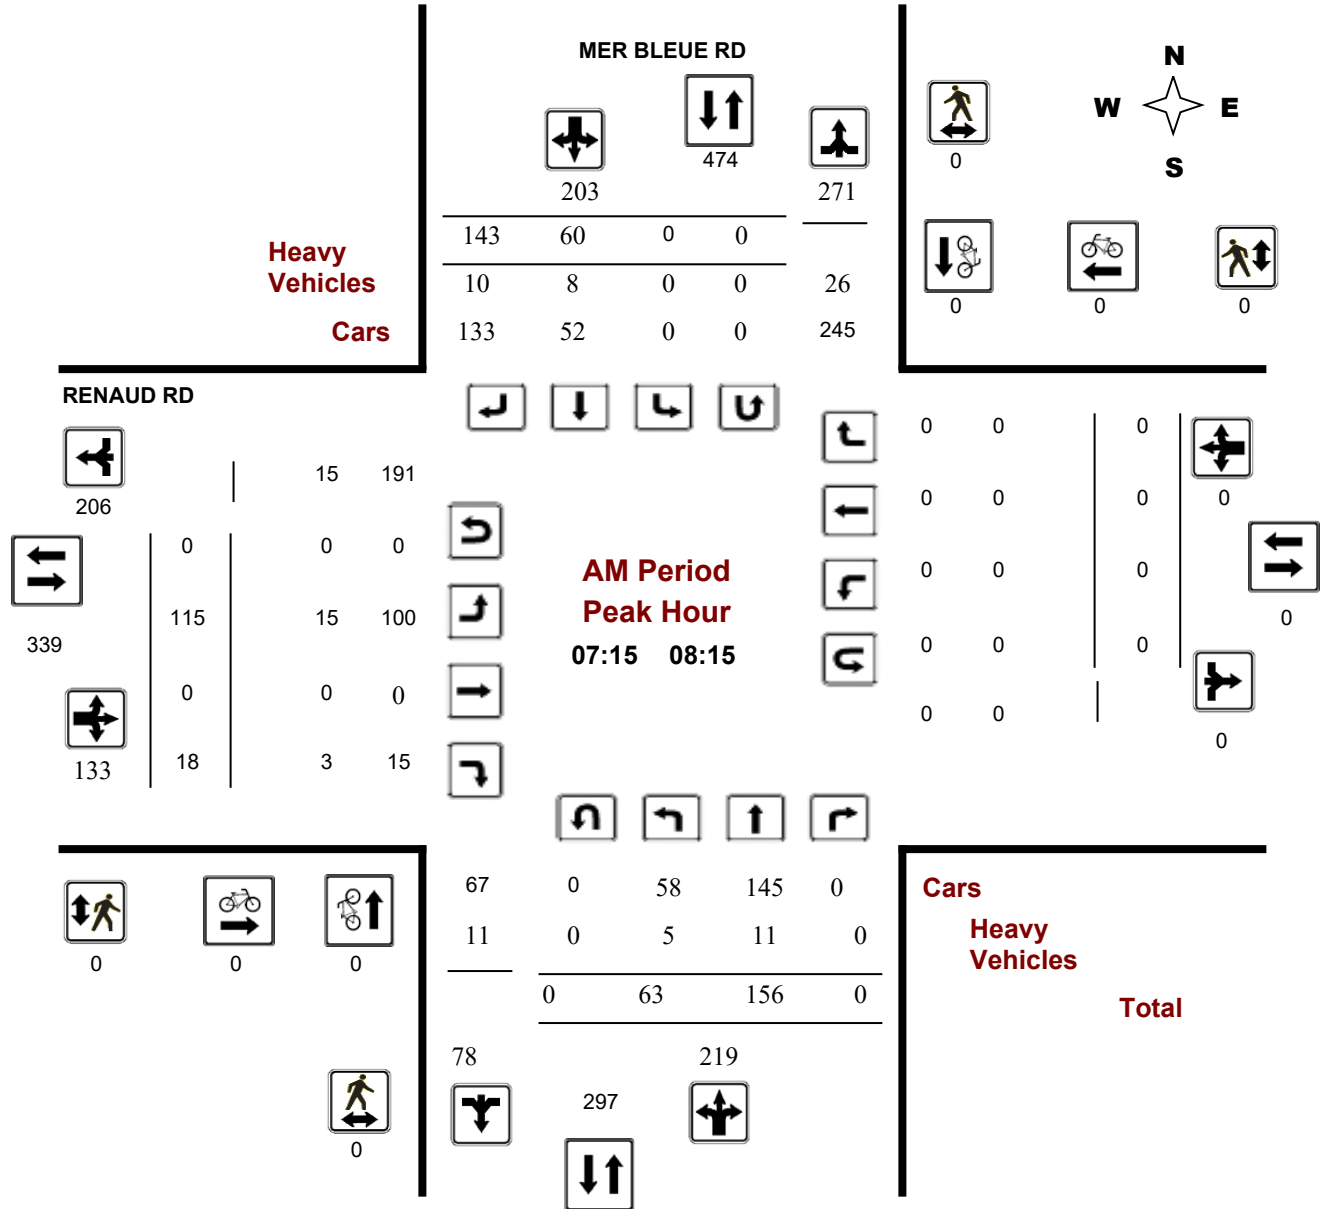 MER BLEUE RD
N
W E
S
474
0
203
271
143 60 0 0
Heavy
Vehicles
10 8 0 0 26
0 0 0
Cars
133 52 0 0 245
RENAUD RD
0 0 0
15 191
206
0 0 0 0
0 0 0
AM Period
0 0 0
Peak Hour
115 15 100
0
339
07:15 08:15
0 0 0
0 0 0
0 0
0
133 18 3 15
67 0 58 145 0
Cars
11 0 5 11 0
Heavy
Vehicles
0 0 0
0 63 156 0
Total
78 219
297
0